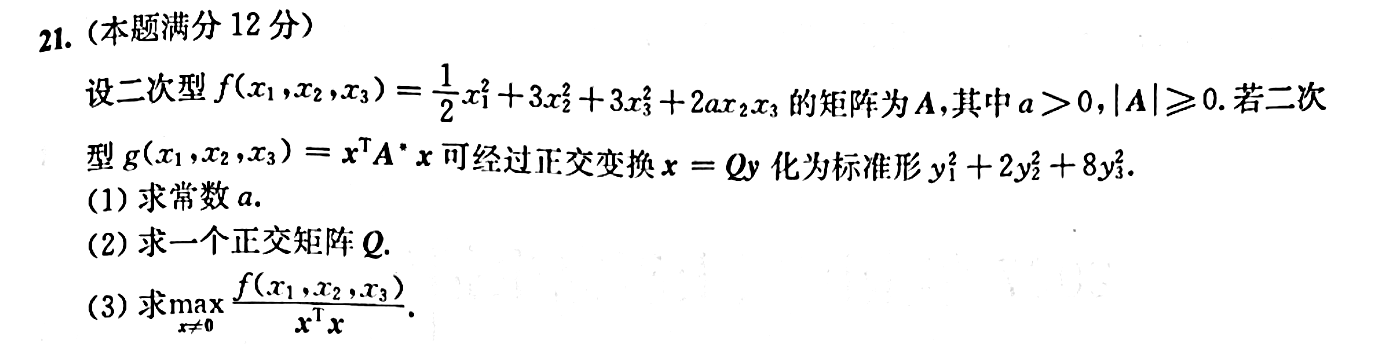 21. (本题满分 12 分)
设二次型 f(x₁,x₂,x₃) = 1/2 x₁² + 3x₂² + 3x₃² + 2ax₂x₃ 的矩阵为 A,其中 a > 0,|A| ≥ 0. 若二次
型 g(x₁,x₂,x₃) = xᵀA*x 可经过正交变换 x = Qy 化为标准形 y₁² + 2y₂² + 8y₃².
(1) 求常数 a.
(2) 求一个正交矩阵 Q.
(3) 求 max_{x≠0} f(x₁,x₂,x₃)/xᵀx .